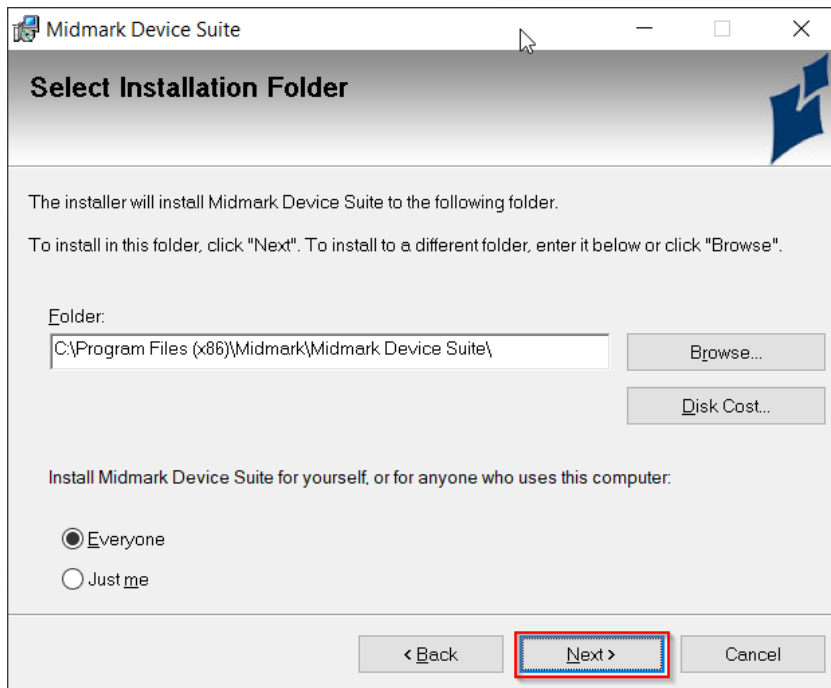 Midmark Device Suite
Select Installation Folder
The installer will install Midmark Device Suite to the following folder.
To install in this folder, click "Next". To install to a different folder, enter it below or click "Browse".
Folder:
C:\Program Files (x86)\Midmark\Midmark Device Suite\
Browse...
Disk Cost...
Install Midmark Device Suite for yourself, or for anyone who uses this computer:
Everyone
Just me
< Back
Next >
Cancel